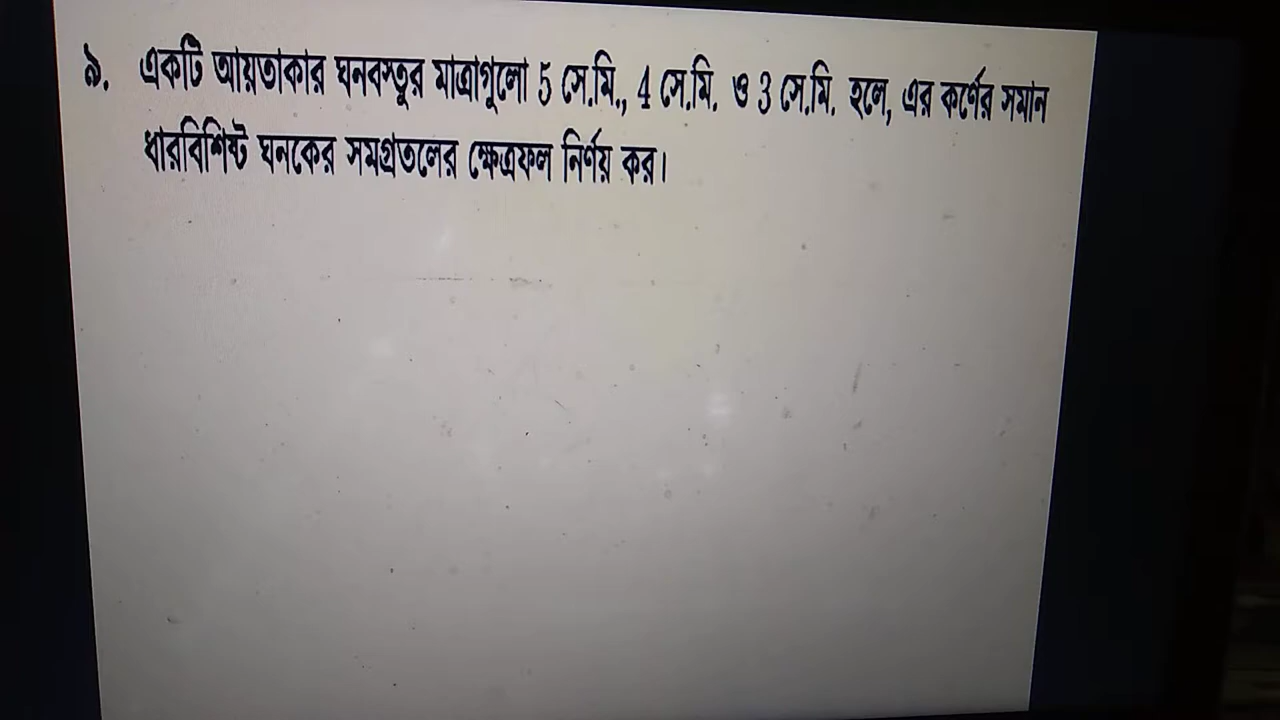 ৯. একটি আয়তাকার ঘনবস্তুর মাত্রাগুলো 5 সে.মি., 4 সে.মি. ও 3 সে.মি. হলে, এর কর্ণের সমান
ধারবিশিষ্ট ঘনকের সমগ্রতলের ক্ষেত্রফল নির্ণয় কর।